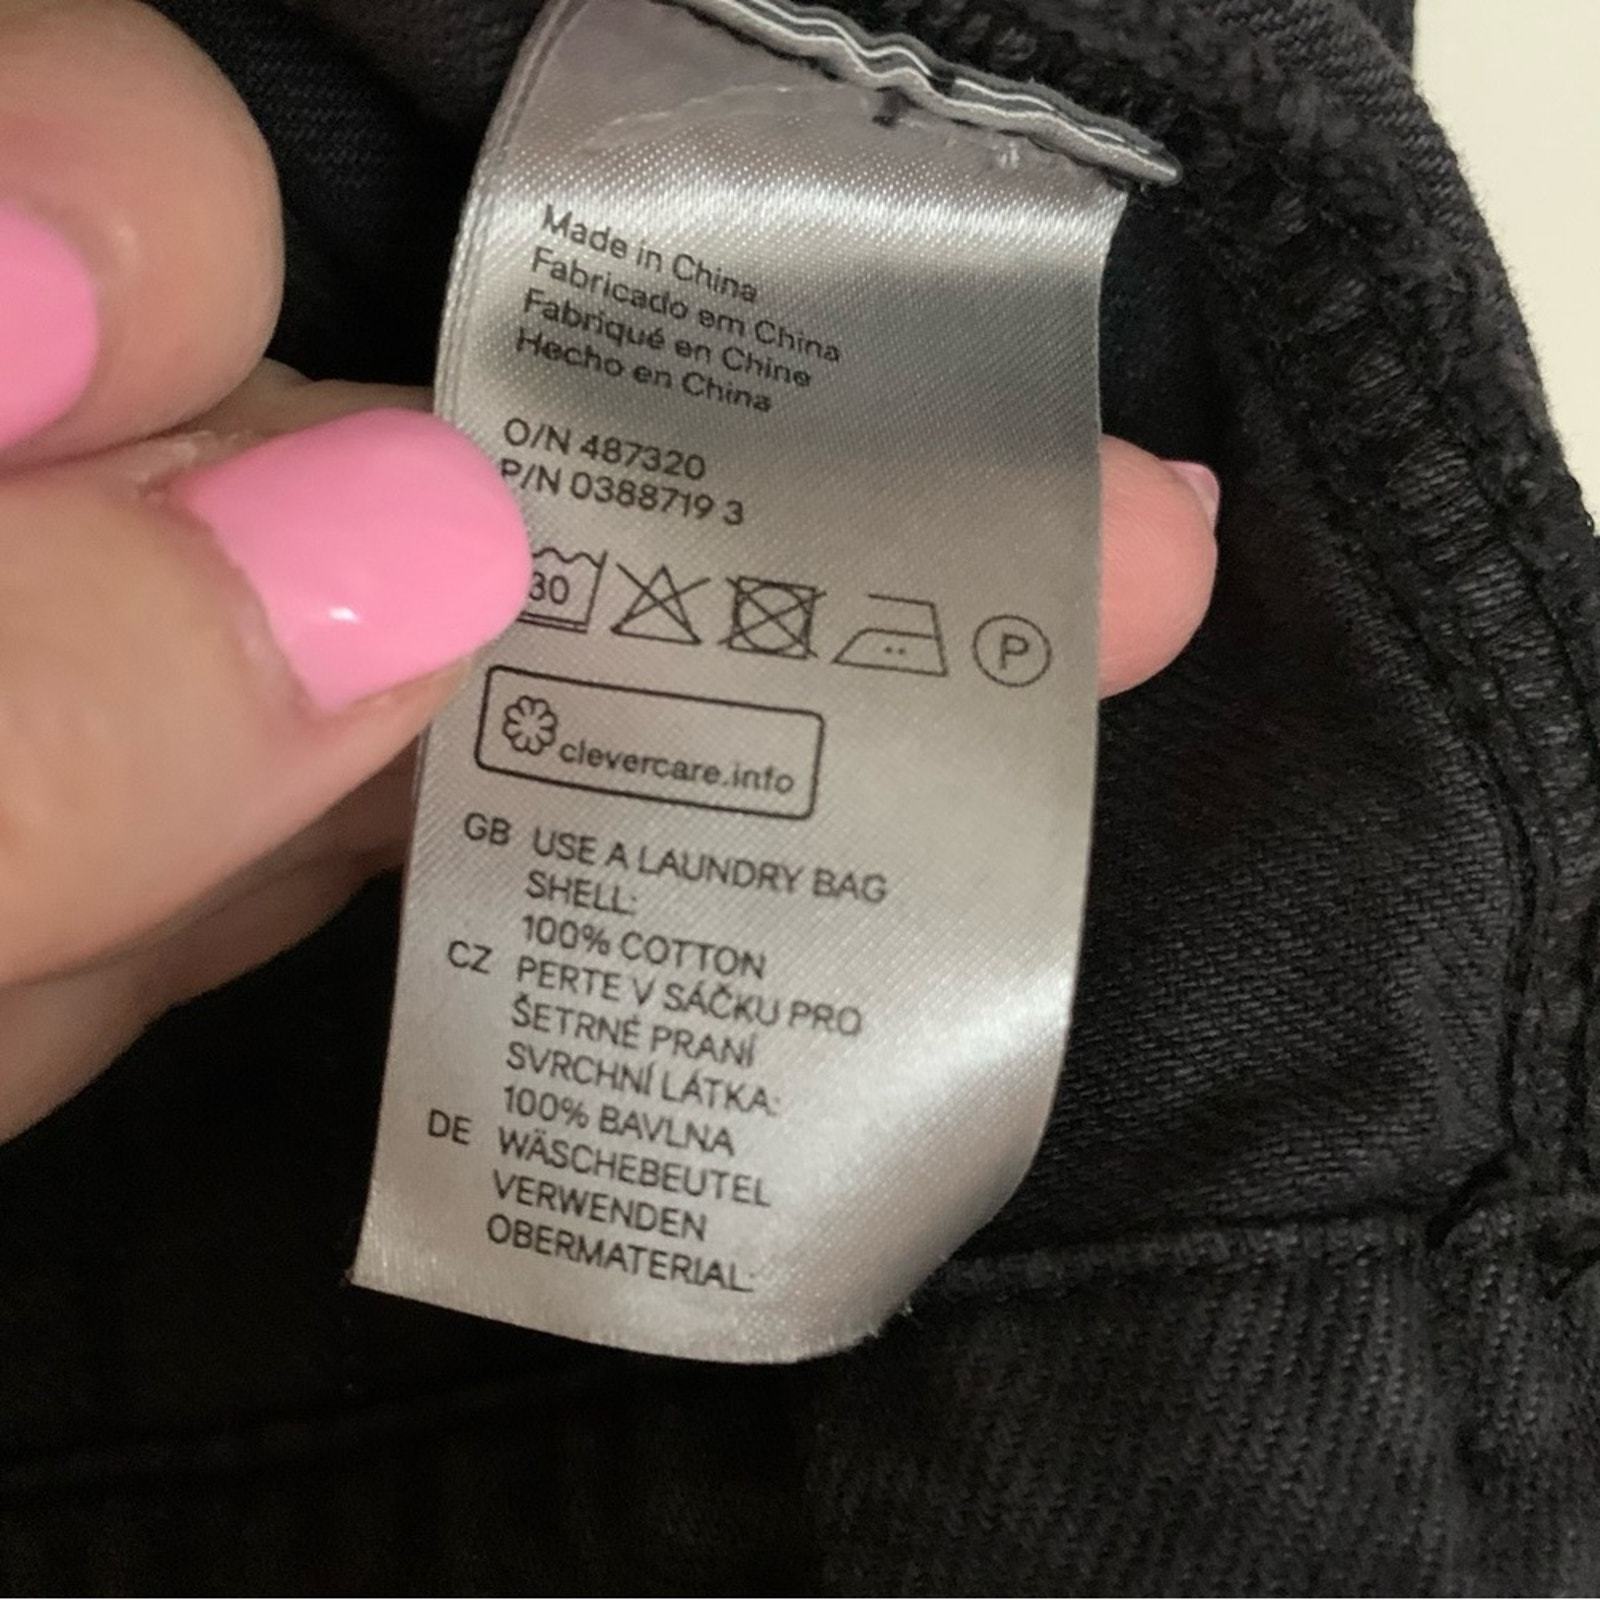 Made in China
Fabricado em China
Fabriqué en Chine
Hecho en China
O/N 487320
P/N 0388719 3
30
P
clevercare.info
GB USE A LAUNDRY BAG
SHELL:
100% COTTON
CZ PERTE V SÁČKU PRO
ŠETRNÉ PRANÍ
SVRCHNÍ LÁTKA:
100% BAVLNA
DE WÄSCHEBEUTEL
VERWENDEN
OBERMATERIAL: